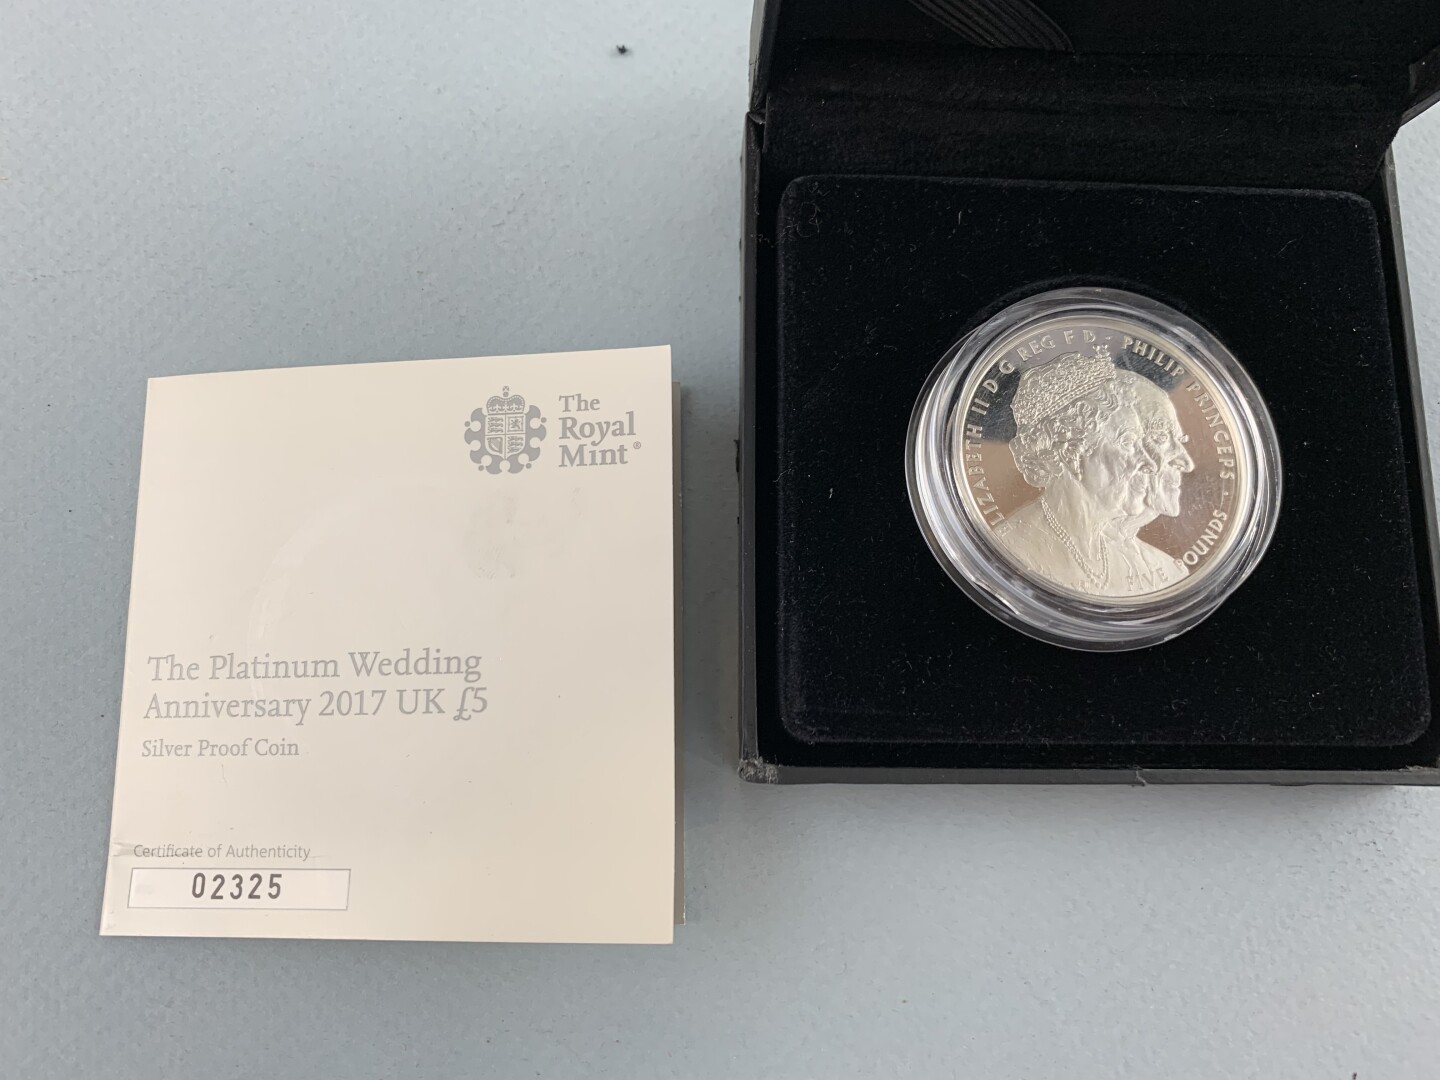 The
Royal
Mint®
The Platinum Wedding
Anniversary 2017 UK £5
Silver Proof Coin
Certificate of Authenticity
02325
ELIZABETH II D·G·REG·F·D· PHILIP PRINCEPS · FIVE POUNDS